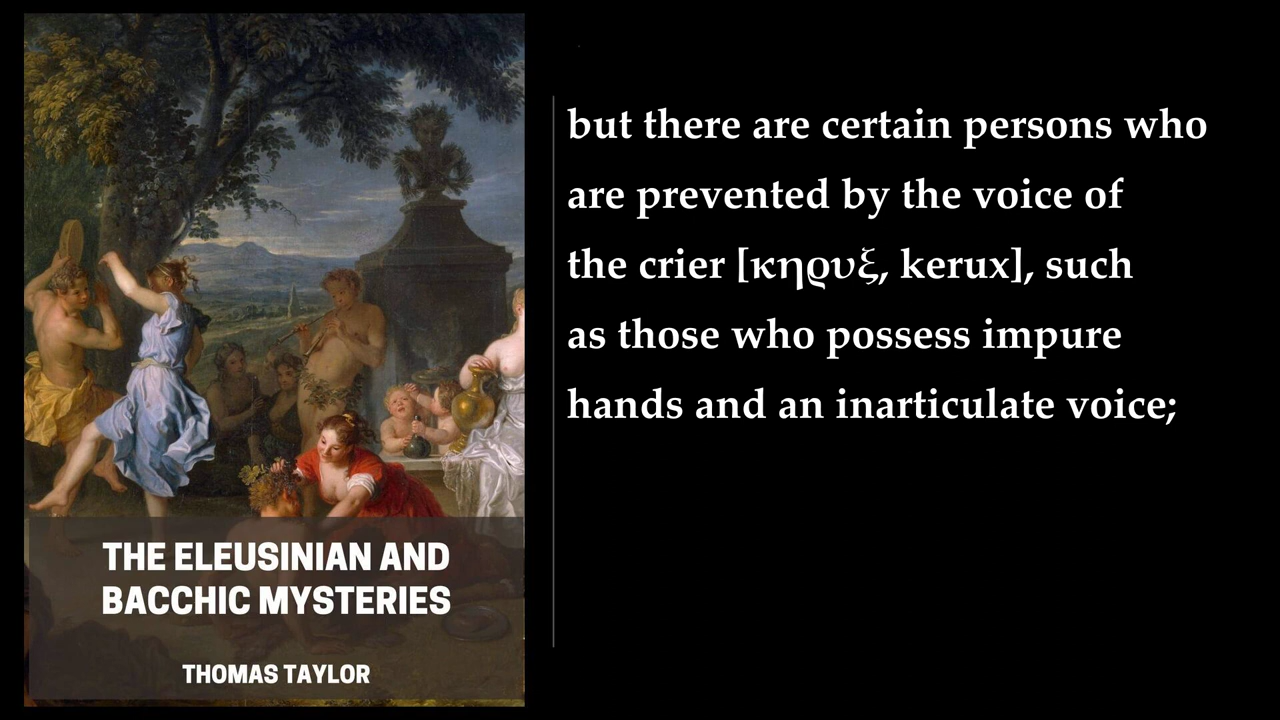 but there are certain persons who
are prevented by the voice of
the crier [κηρυξ, kerux], such
as those who possess impure
hands and an inarticulate voice;
THE ELEUSINIAN AND
BACCHIC MYSTERIES
THOMAS TAYLOR